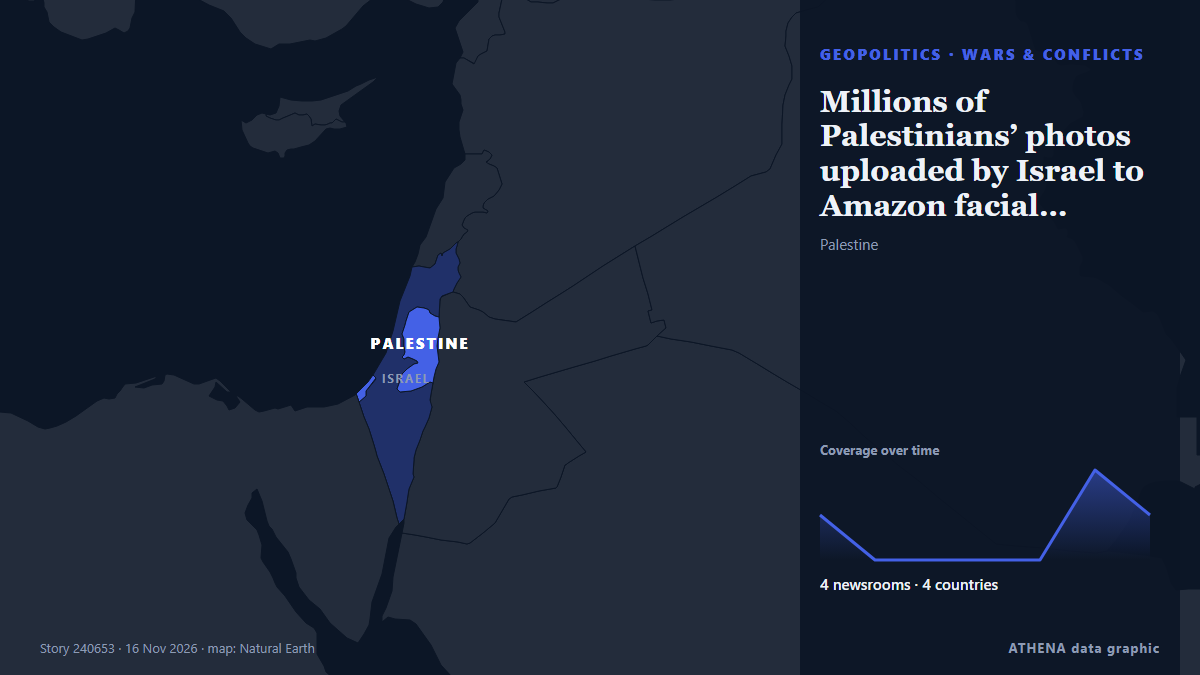 GEOPOLITICS · WARS & CONFLICTS
Millions of
Palestinians’ photos
uploaded by Israel to
Amazon facial...
Palestine
PALESTINE
ISRAEL
Coverage over time
4 newsrooms · 4 countries
Story 240653 · 16 Nov 2026 · map: Natural Earth
ATHENA data graphic